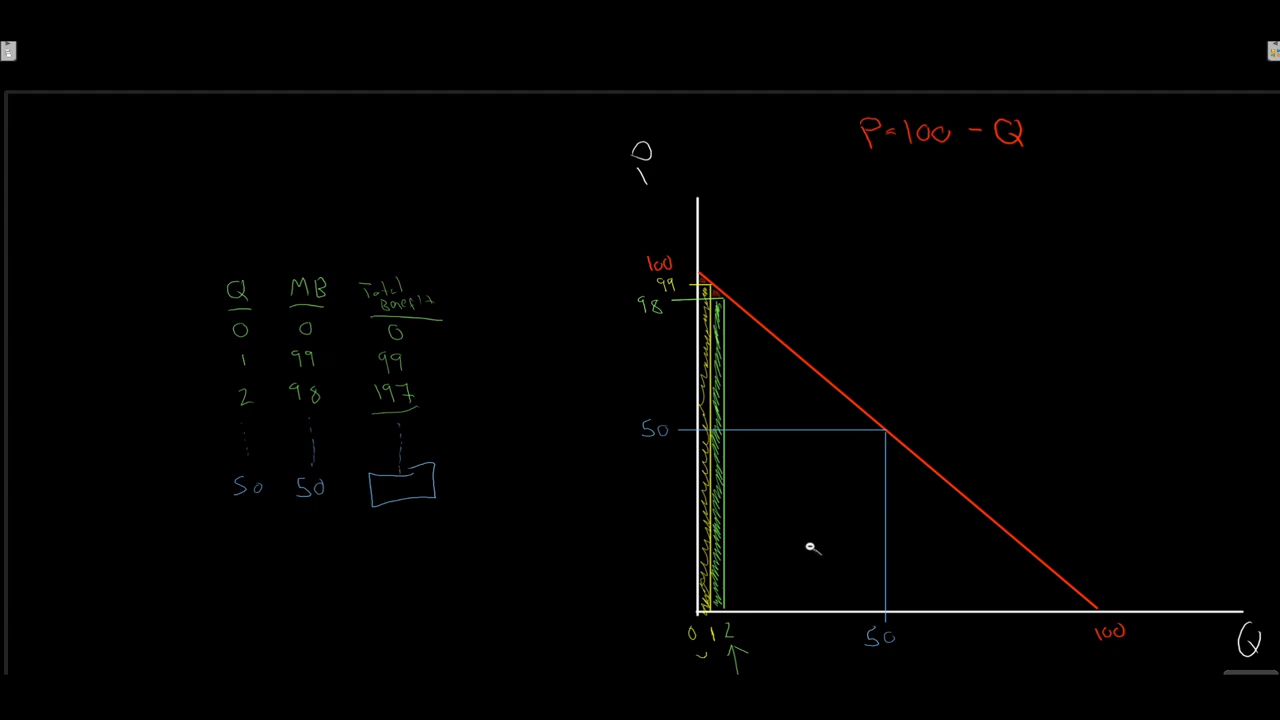 P=100 - Q
P
100
99
98
50
Q MB Total Benefit
0 0 0
1 99 99
2 98 197
50 50
0 1 2 50 100
Q